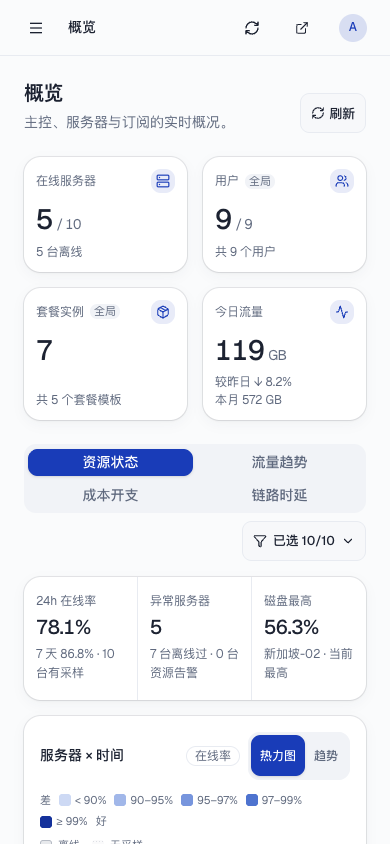 概览
A
概览
主控、服务器与订阅的实时概况。
刷新
在线服务器
5 / 10
5 台离线
用户 全局
9 / 9
共 9 个用户
套餐实例 全局
7
共 5 个套餐模板
今日流量
119 GB
较昨日 ↓ 8.2%
本月 572 GB
资源状态
流量趋势
成本开支
链路时延
已选 10/10
24h 在线率
78.1%
7 天 86.8% · 10
台有采样
异常服务器
5
7 台离线过 · 0 台
资源告警
磁盘最高
56.3%
新加坡-02 · 当前
最高
服务器 × 时间
在线率
热力图
趋势
差 < 90% 90–95% 95–97% 97–99%
≥ 99% 好